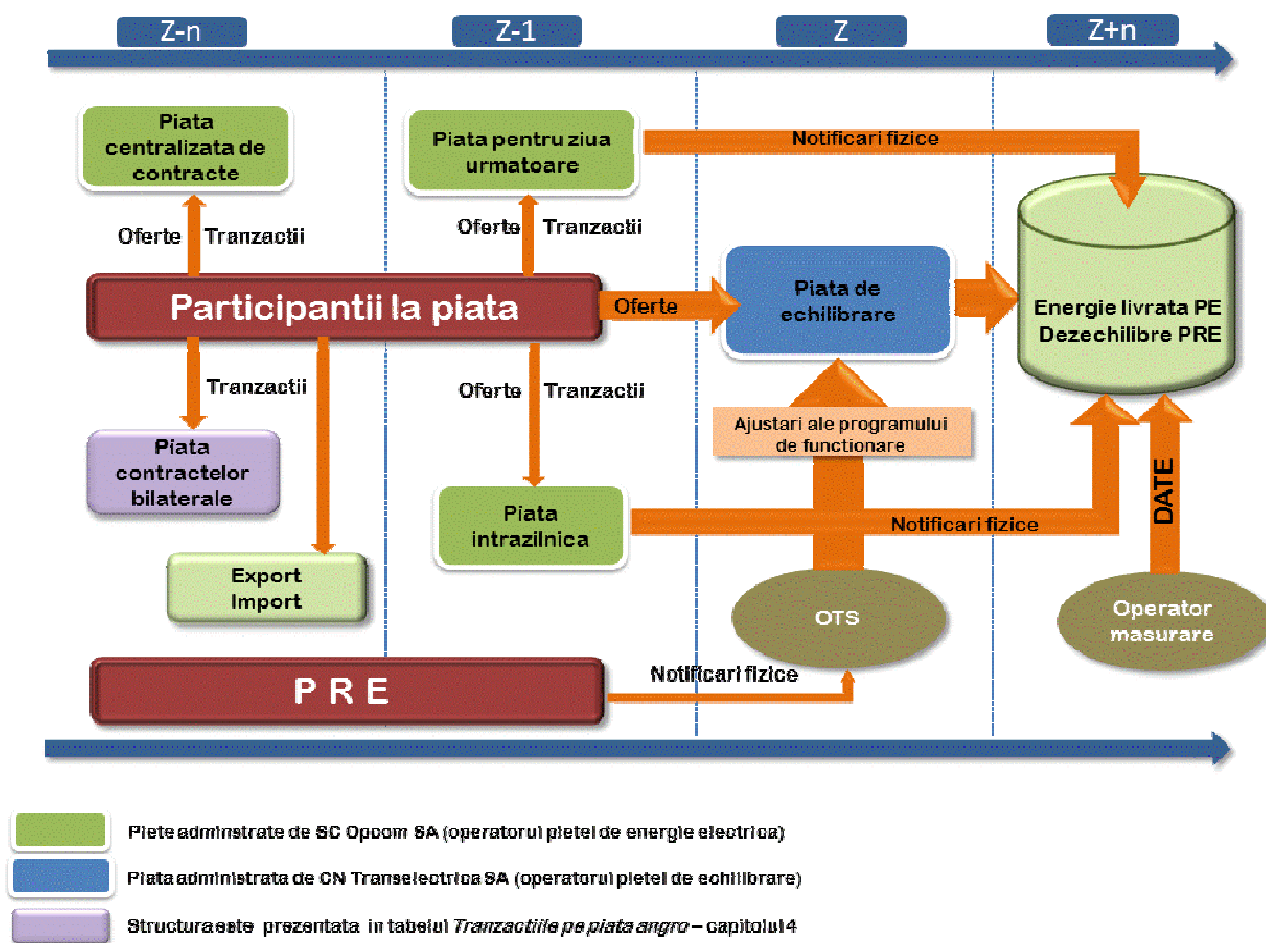 Z-n
Z-1
Z
Z+n
Piata
centralizata de
contracte
Piata pentru ziua
urmatoare
Notificari fizice
Oferte
Tranzactii
Oferte
Tranzactii
Participantii la piata
Oferte
Piata de
echilibrare
Energie livrata PE
Dezechilibre PRE
Tranzactii
Oferte
Tranzactii
Ajustari ale programului
de functionare
Piata
contractelor
bilaterale
Piata
intrazilnica
Notificari fizice
DATE
Export
Import
OTS
Operator
masurare
P R E
Notificari fizice
Piete adminstrate de SC Opcom SA (operatorul pietei de energie electrica)
Piata administrata de CN Transelectrica SA (operatorul pietei de echilibrare)
Structura este prezentata in tabelul Tranzactiile pe piata angro – capitolul 4